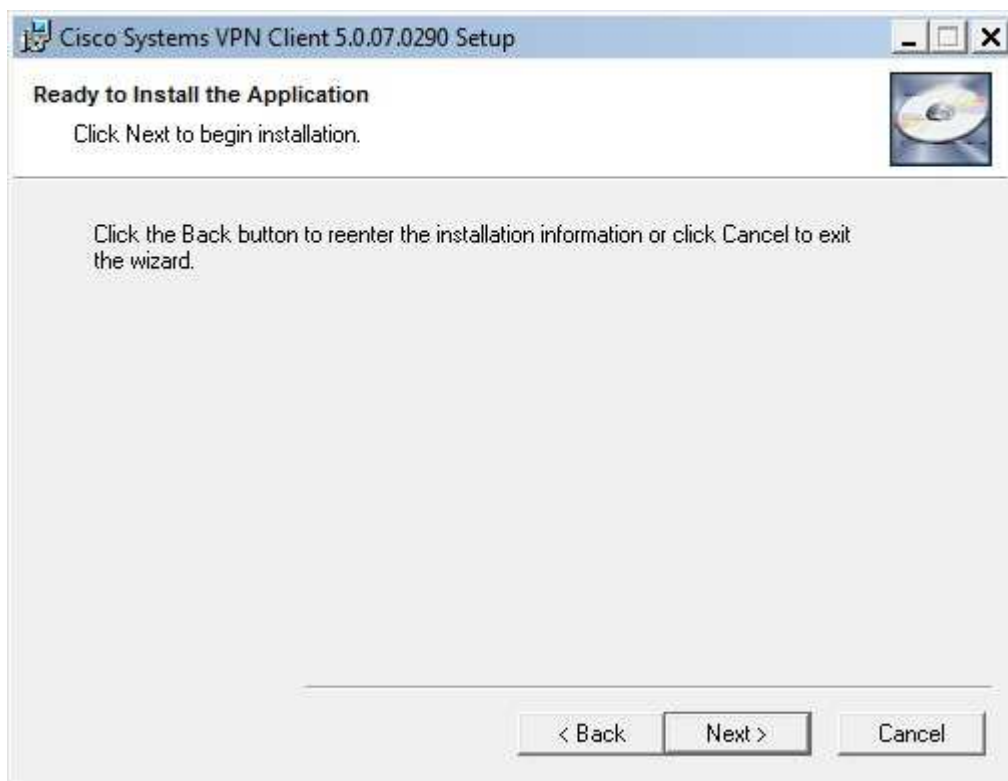 Cisco Systems VPN Client 5.0.07.0290 Setup
Ready to Install the Application
Click Next to begin installation.
Click the Back button to reenter the installation information or click Cancel to exit
the wizard.
< Back
Next >
Cancel